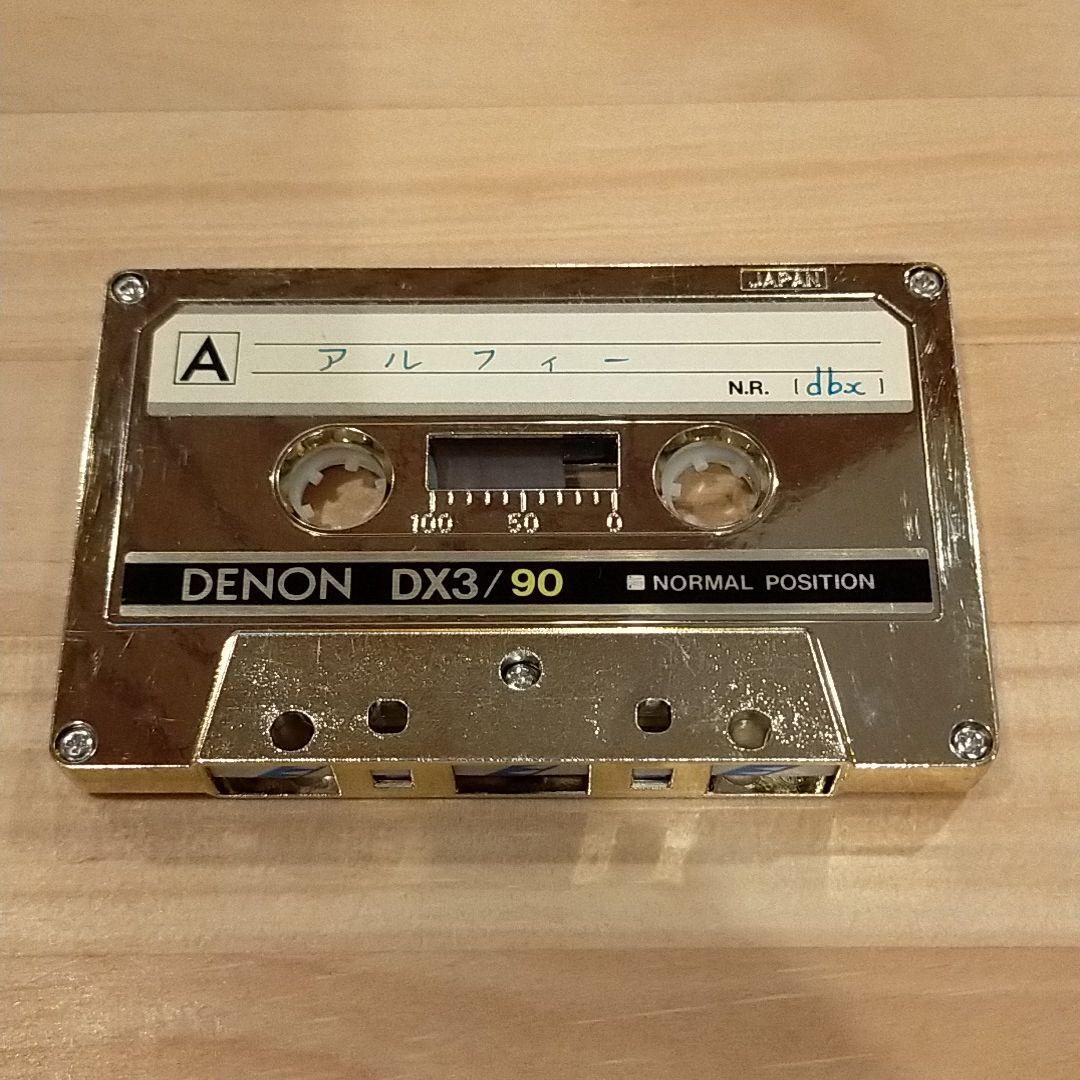 JAPAN
A アルフィー
N.R. (dbx)
100 50 0
DENON DX3/90 NORMAL POSITION